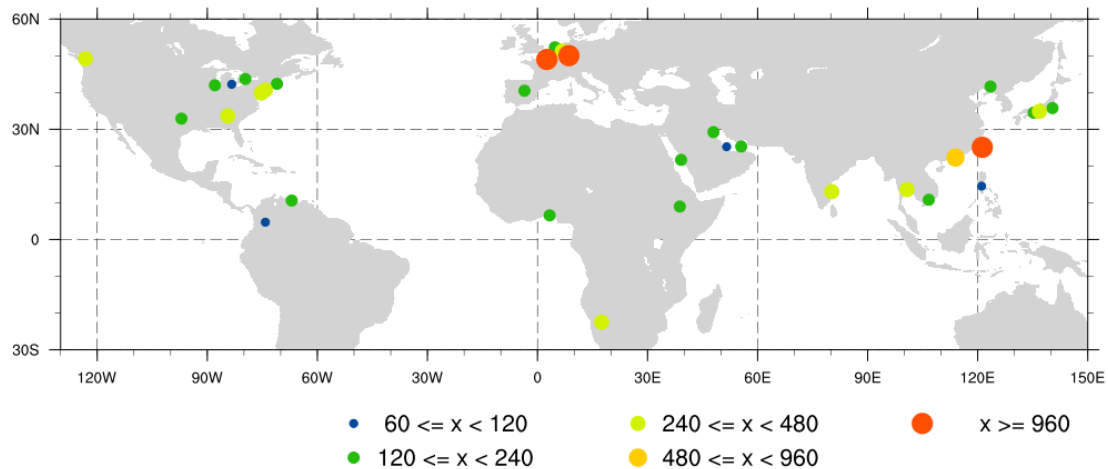 60N
30N
0
30S
120W 90W 60W 30W 0 30E 60E 90E 120E 150E
60 <= x < 120 240 <= x < 480 x >= 960
120 <= x < 240 480 <= x < 960